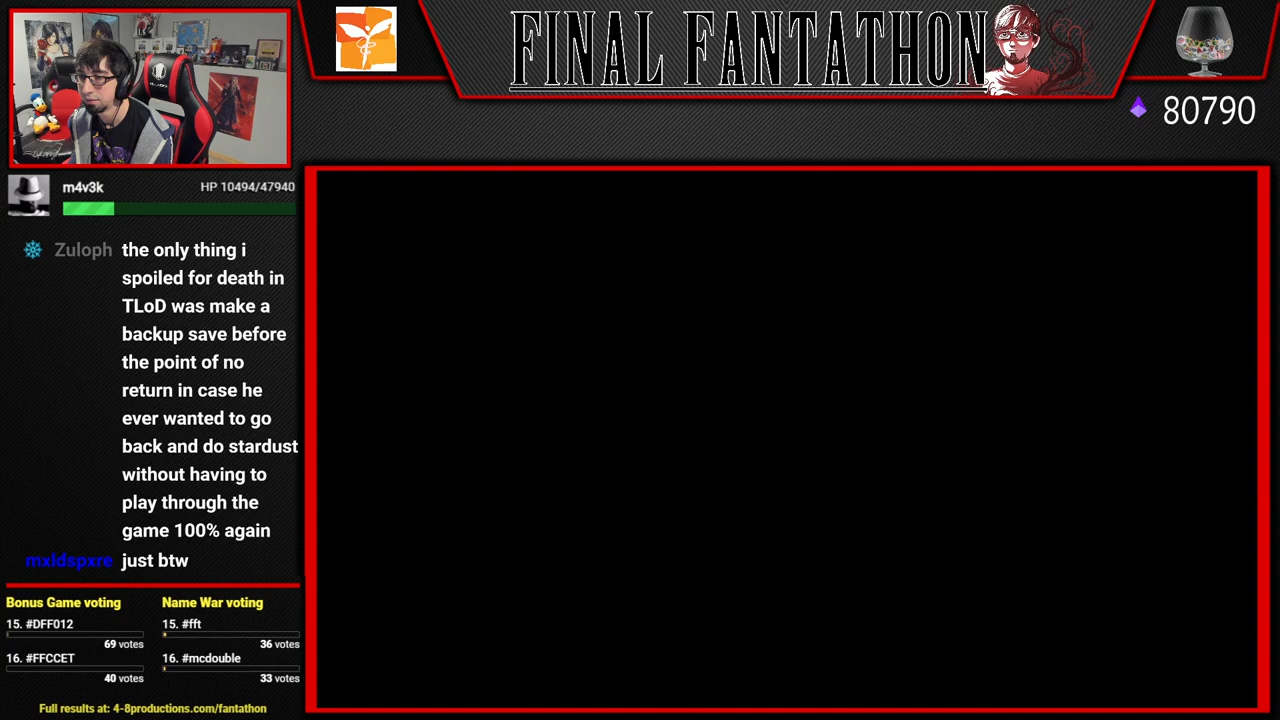 FINAL FANTATHON
80790
m4v3k HP 10494/47940
Zuloph the only thing i
spoiled for death in
TLoD was make a
backup save before
the point of no
return in case he
ever wanted to go
back and do stardust
without having to
play through the
game 100% again
mxldspxre just btw
Bonus Game voting
15. #DFF012
69 votes
16. #FFCCET
40 votes
Name War voting
15. #fft
36 votes
16. #mcdouble
33 votes
Full results at: 4-8productions.com/fantathon